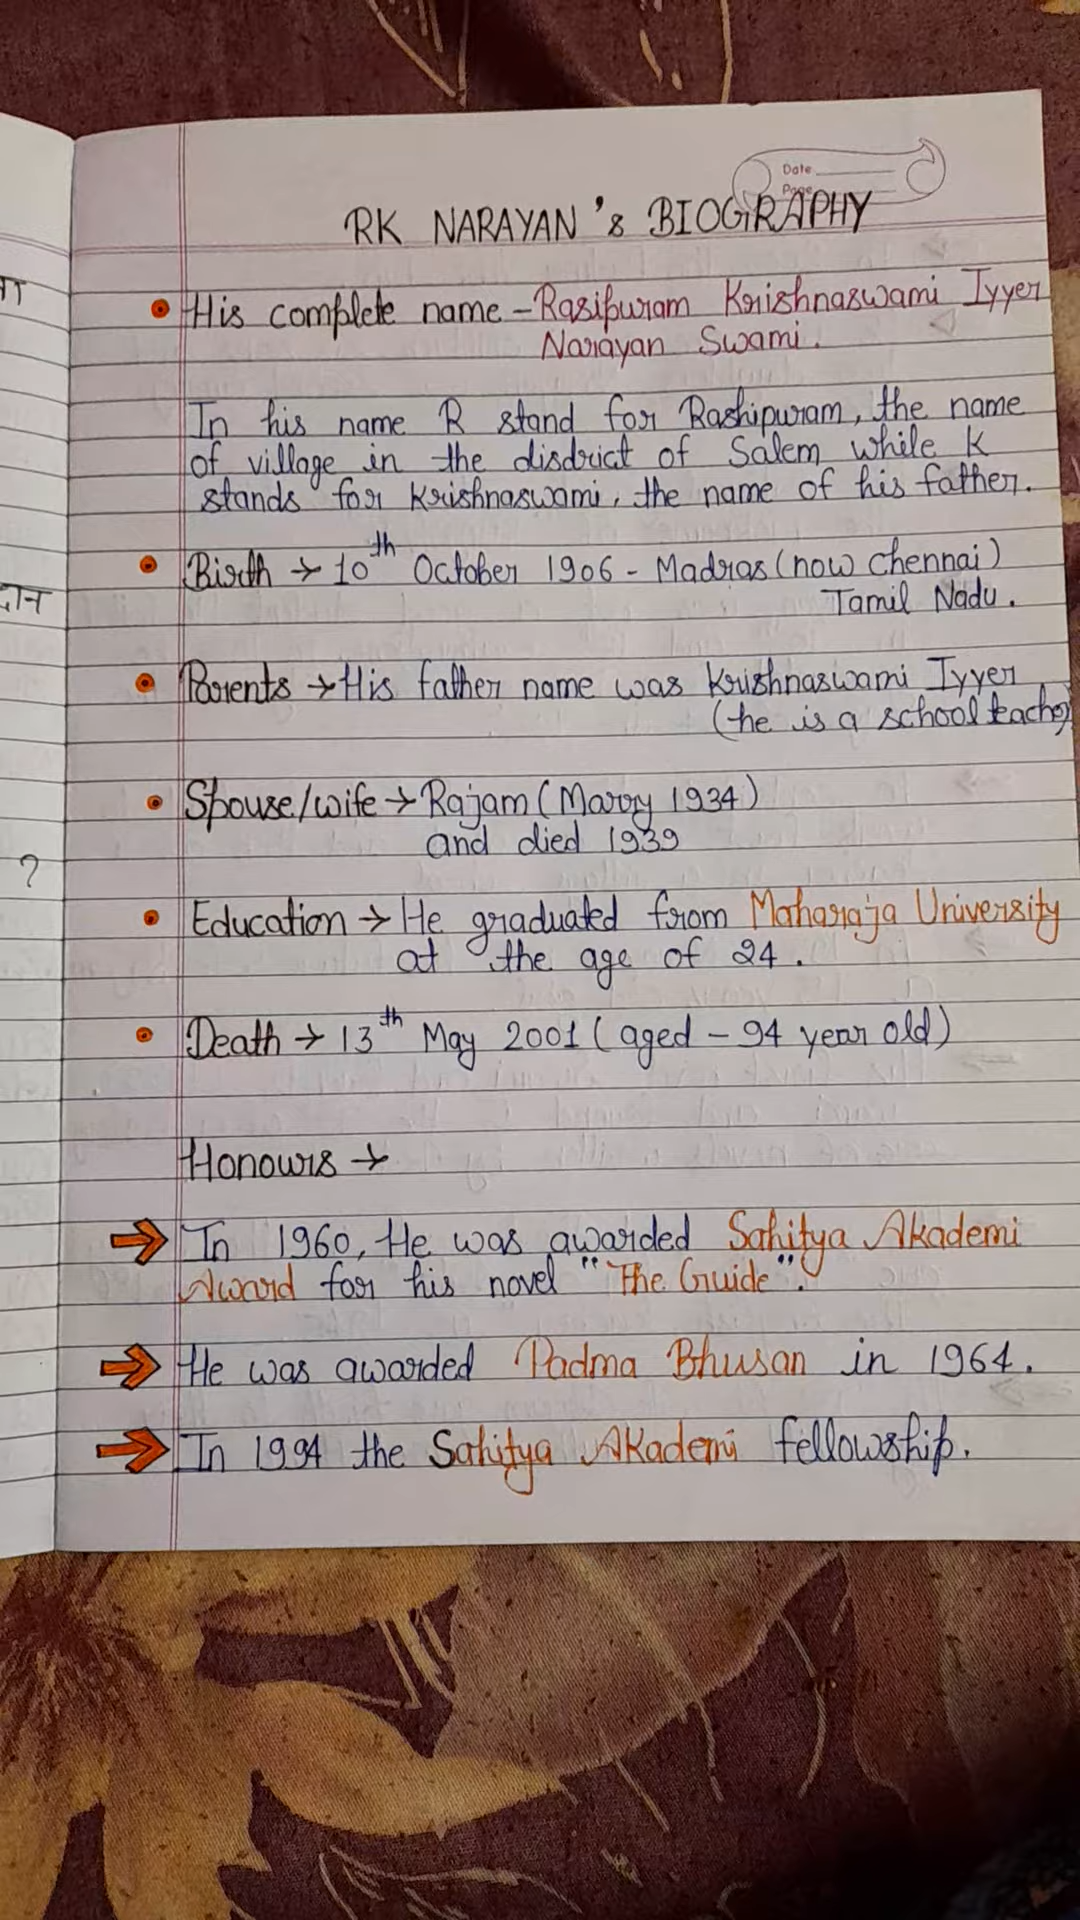 Date
Page
RK NARAYAN's BIOGRAPHY
त्त
His complete name - Rasipuram Krishnaswami Iyyer
Narayan Swami.
In his name R stand for Rashipuram, the name
of village in the disdrict of Salem while K
stands for Krishnaswami, the name of his father.
Birth → 10th October 1906 - Madras (now Chennai)
Tamil Nadu.
Parents → His father name was Krishnaswami Iyyer
(he is a school teacher)
Spouse/wife → Rajam (Marry 1934)
and died 1939
?
Education → He graduated from Maharaja University
at the age of 24.
Death → 13th May 2001 (aged - 94 year old)
Honours →
In 1960, He was awarded Sahitya Akademi
Award for his novel "The Guide".
He was awarded Padma Bhusan in 1964.
In 1994 the Sahitya AKademi fellowship.